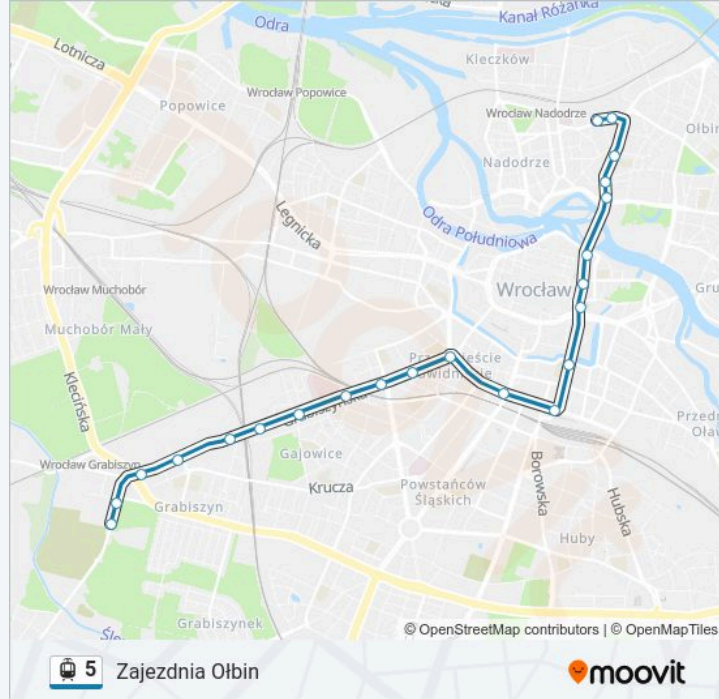 Kanał Różanka
Odra
Lotnicza
Kleczków
Popowice
Wrocław Popowice
Wrocław Nadodrze
Ołbin
Nadodrze
Legnicka
Odra Południowa
Wrocław
Wrocław Muchobór
Muchobór Mały
Klecińska
Grabiszyńska
Gajowice
Wrocław Grabiszyn
Krucza
Powstańców
Śląskich
Borowska
Hubska
Grabiszyn
Huby
Grabiszynek
© OpenStreetMap contributors | © OpenMapTiles
5 Zajezdnia Ołbin
moovit